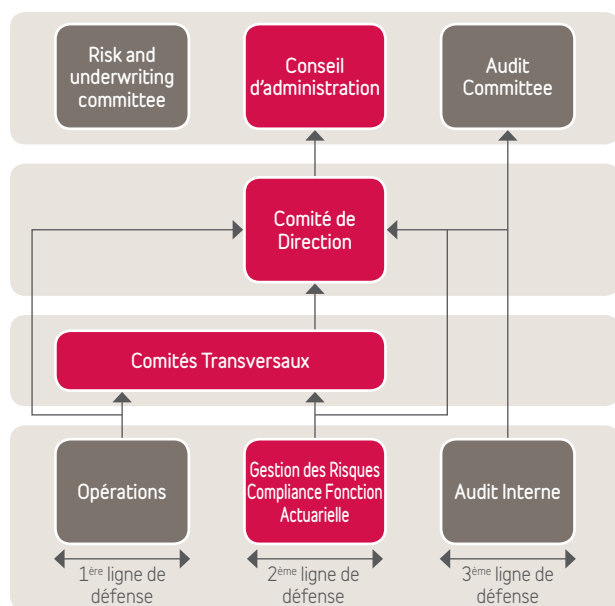 Risk and
underwriting
committee
Conseil
d'administration
Audit
Committee
Comité de
Direction
Comités Transversaux
Opérations
Gestion des Risques
Compliance Fonction
Actuarielle
Audit Interne
1ère ligne de
défense
2ème ligne de
défense
3ème ligne de
défense